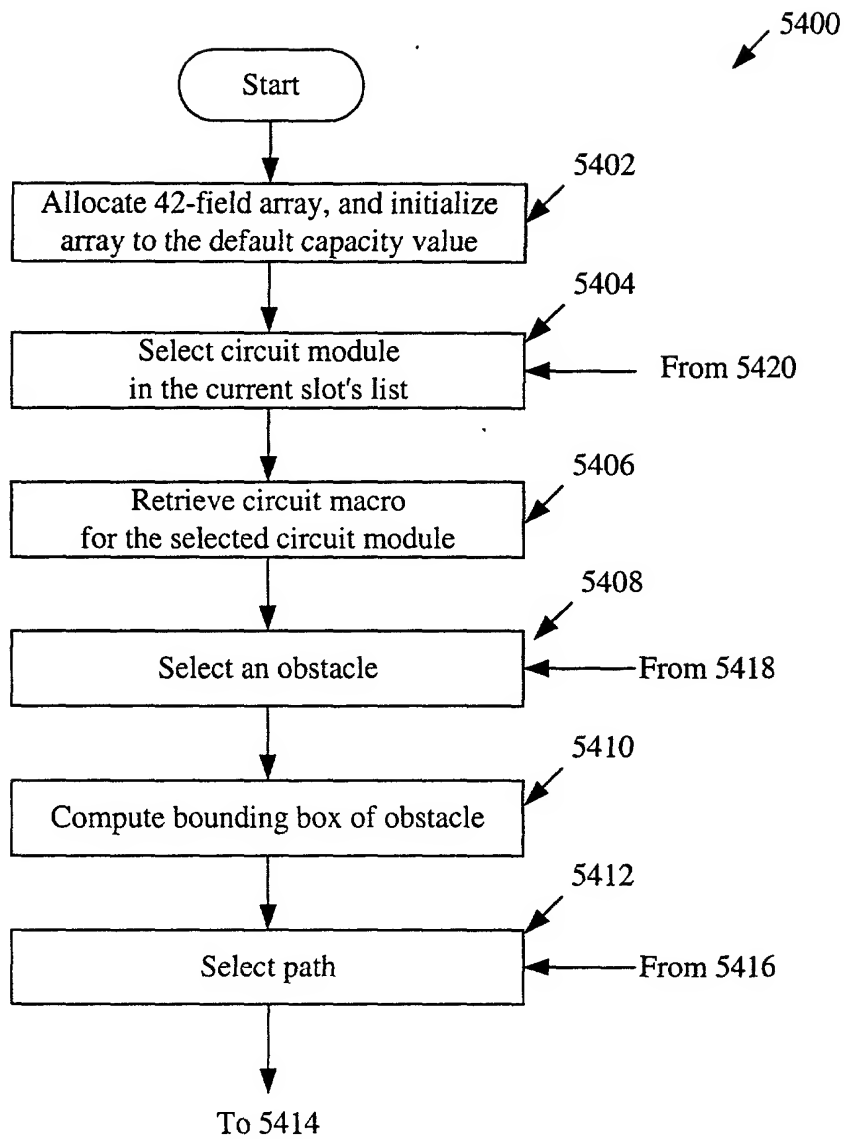 5400
Start
5402
Allocate 42-field array, and initialize
array to the default capacity value
5404
Select circuit module
in the current slot's list
From 5420
5406
Retrieve circuit macro
for the selected circuit module
5408
Select an obstacle
From 5418
5410
Compute bounding box of obstacle
5412
Select path
From 5416
To 5414